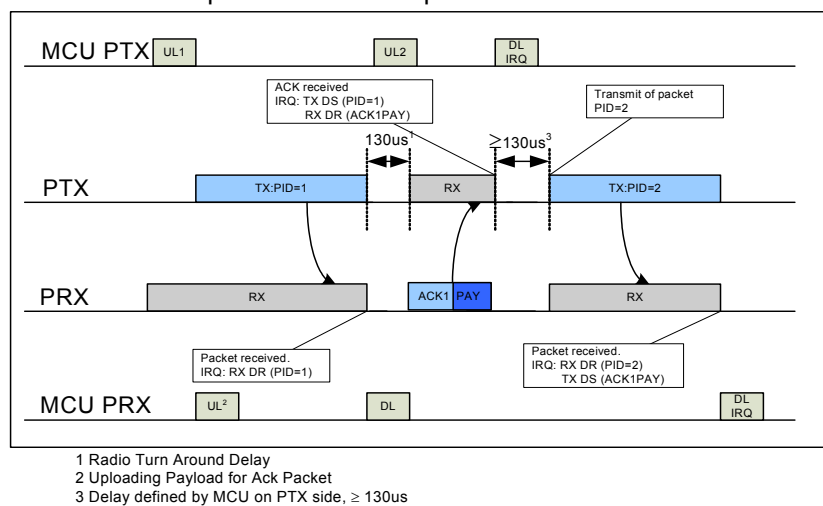 MCU PTX
UL1
UL2
DL
IRQ
ACK received
IRQ: TX DS (PID=1)
RX DR (ACK1PAY)
Transmit of packet
PID=2
130us1
≥130us3
PTX
TX:PID=1
RX
TX:PID=2
PRX
RX
ACK1 PAY
RX
Packet received.
IRQ: RX DR (PID=1)
Packet received.
IRQ: RX DR (PID=2)
TX DS (ACK1PAY)
MCU PRX
UL2
DL
DL
IRQ
1 Radio Turn Around Delay
2 Uploading Payload for Ack Packet
3 Delay defined by MCU on PTX side, ≥ 130us